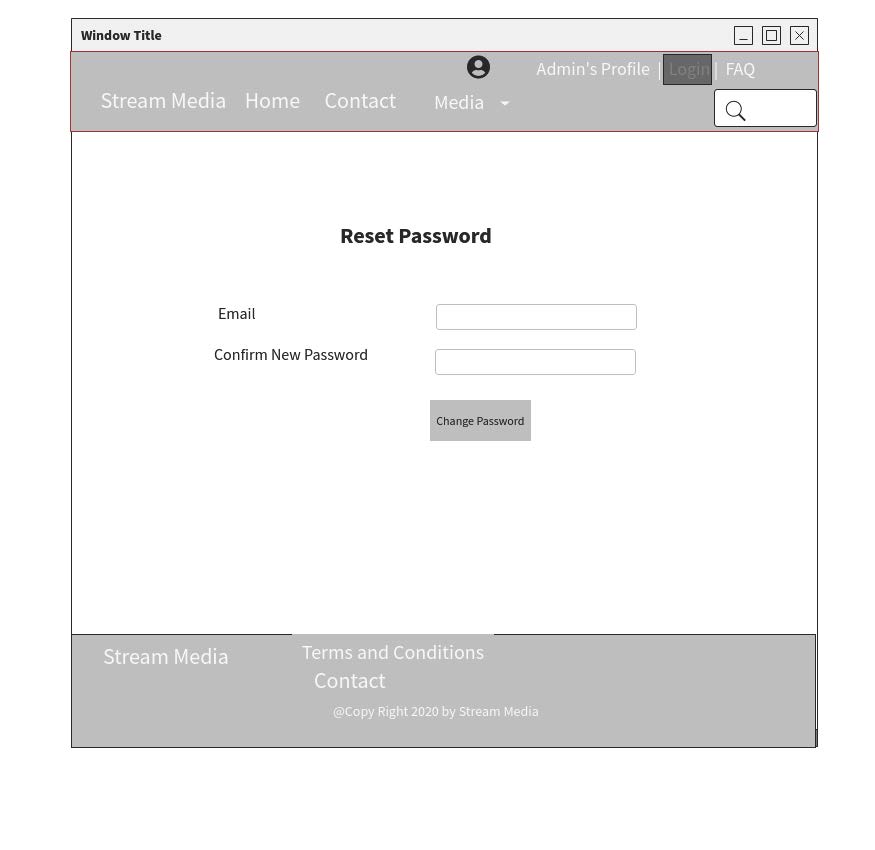 Window Title
Admin's Profile | Login | FAQ
Stream Media Home Contact Media
Reset Password
Email
Confirm New Password
Change Password
Stream Media
Terms and Conditions
Contact
@Copy Right 2020 by Stream Media